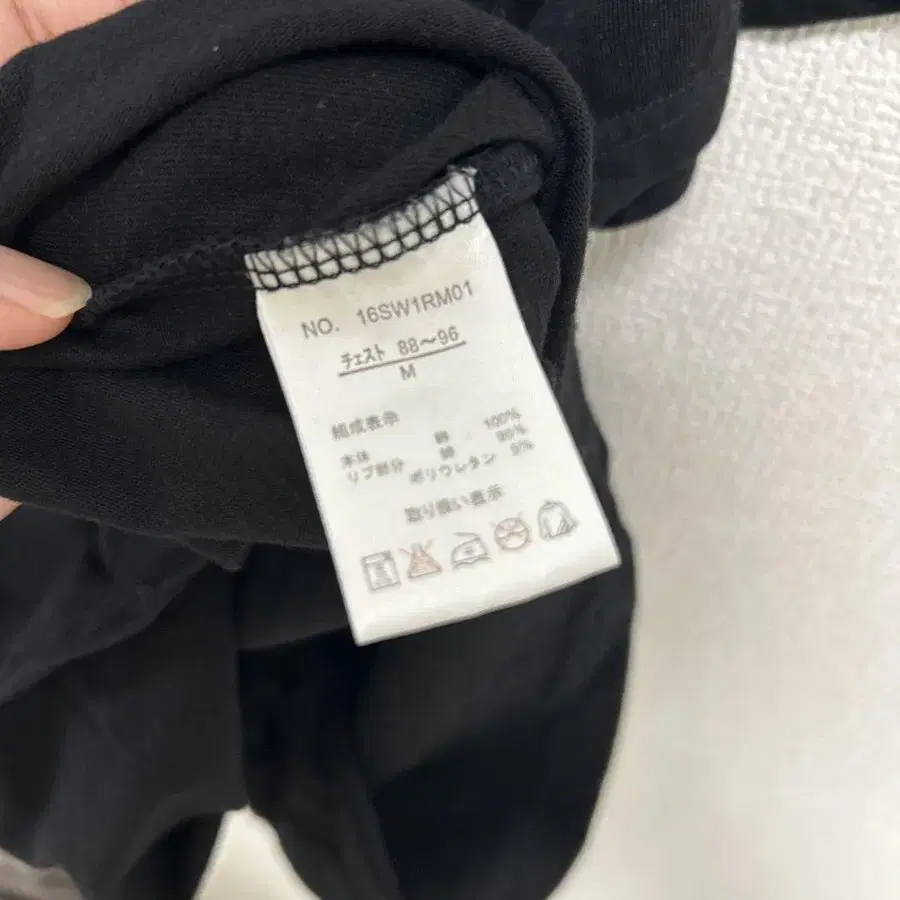 NO. 16SW1RM01
チェスト 88～96
M
組成表示
本体 綿 100%
リブ部分 綿 95%
ポリウレタン 5%
取り扱い表示